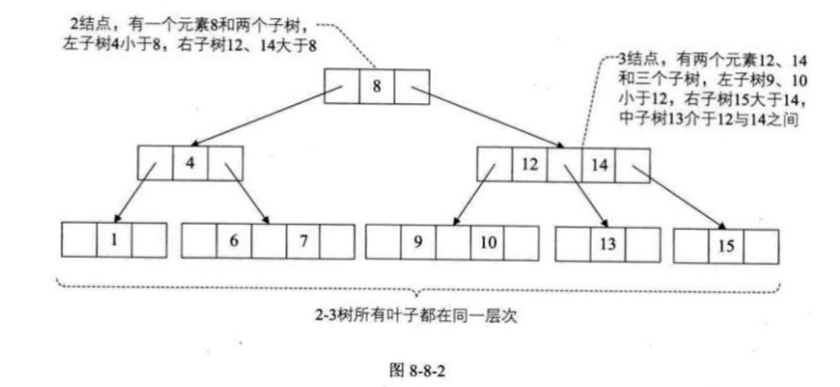 2结点，有一个元素8和两个子树，
左子树4小于8，右子树12、14大于8
3结点，有两个元素12、14
和三个子树，左子树9、10
小于12，右子树15大于14，
中子树13介于12与14之间
8
4
12 14
1
6 7
9 10
13
15
2-3树所有叶子都在同一层次
图 8-8-2